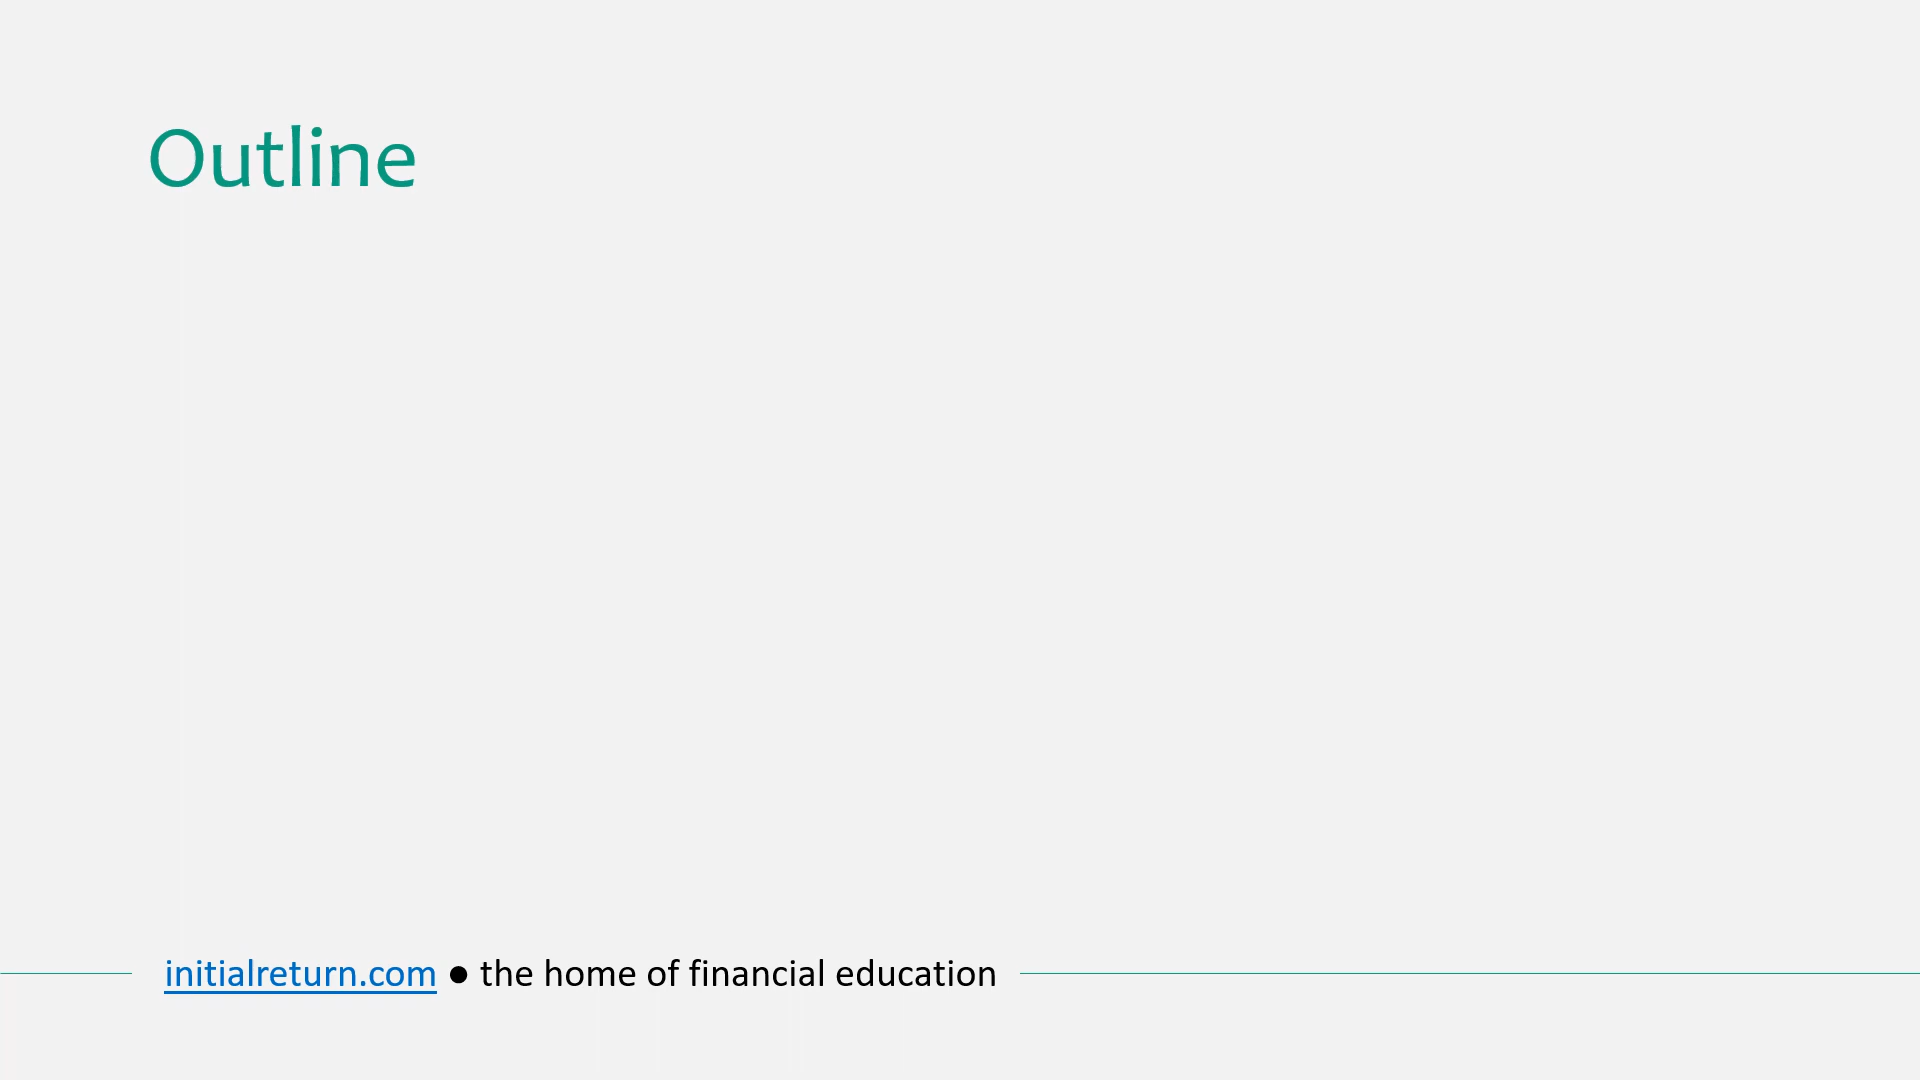 Outline
initialreturn.com ● the home of financial education